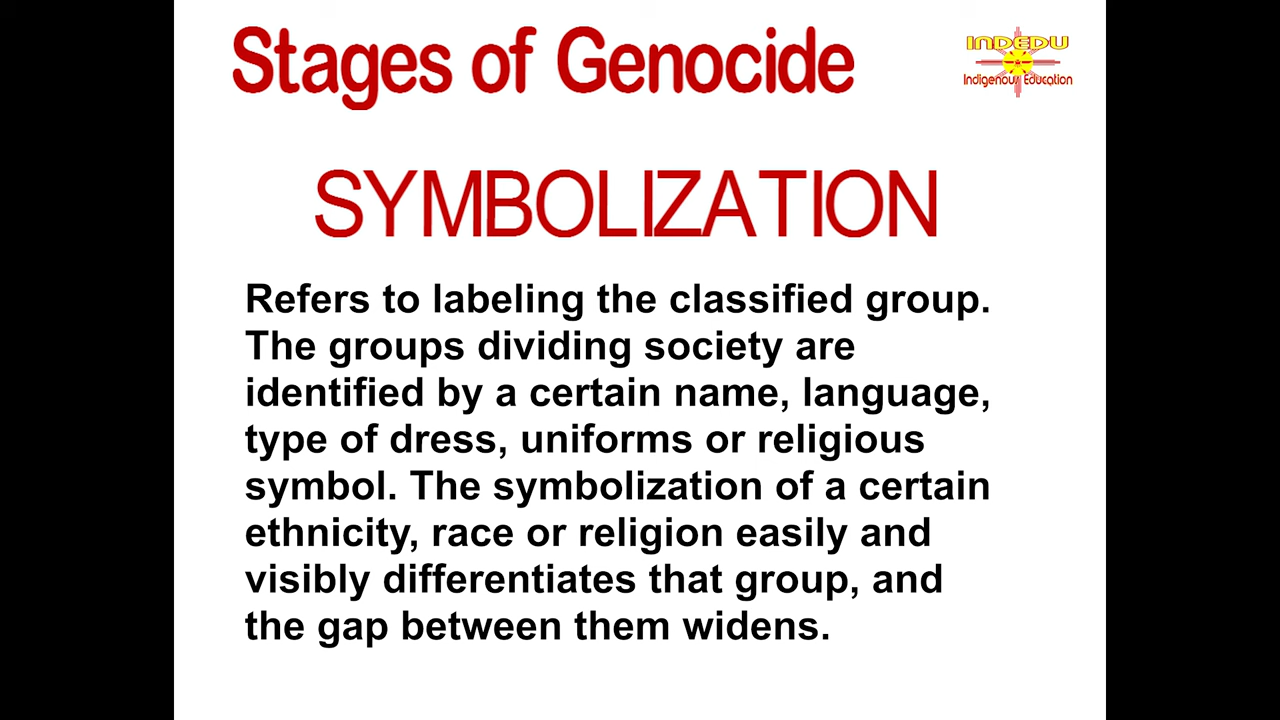 Stages of Genocide
INDEDU
Indigenous Education
SYMBOLIZATION
Refers to labeling the classified group.
The groups dividing society are
identified by a certain name, language,
type of dress, uniforms or religious
symbol. The symbolization of a certain
ethnicity, race or religion easily and
visibly differentiates that group, and
the gap between them widens.